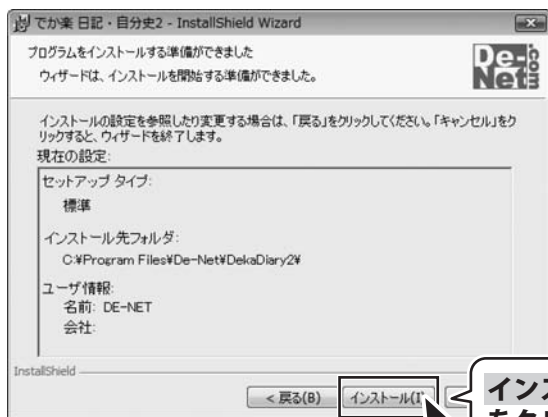 でか楽 日記・自分史2 - InstallShield Wizard
プログラムをインストールする準備ができました
ウィザードは、インストールを開始する準備ができました。
De-Net.com
インストールの設定を参照したり変更する場合は、「戻る」をクリックしてください。「キャンセル」をク
リックすると、ウィザードを終了します。
現在の設定:
セットアップ タイプ:
標準
インストール先フォルダ:
C:¥Program Files¥De-Net¥DekaDiary2¥
ユーザ情報:
名前: DE-NET
会社:
InstallShield
< 戻る(B)
インストール(I)
インス